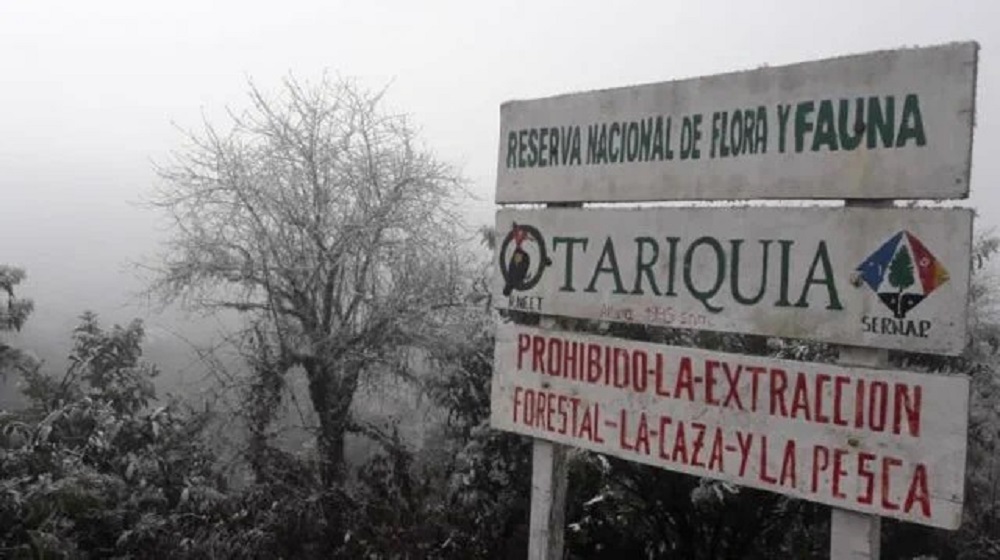 RESERVA NACIONAL DE FLORA Y FAUNA
TARIQUIA
SERNAP
PROHIBIDO-LA-EXTRACCION
FORESTAL-LA-CAZA-Y LA PESCA